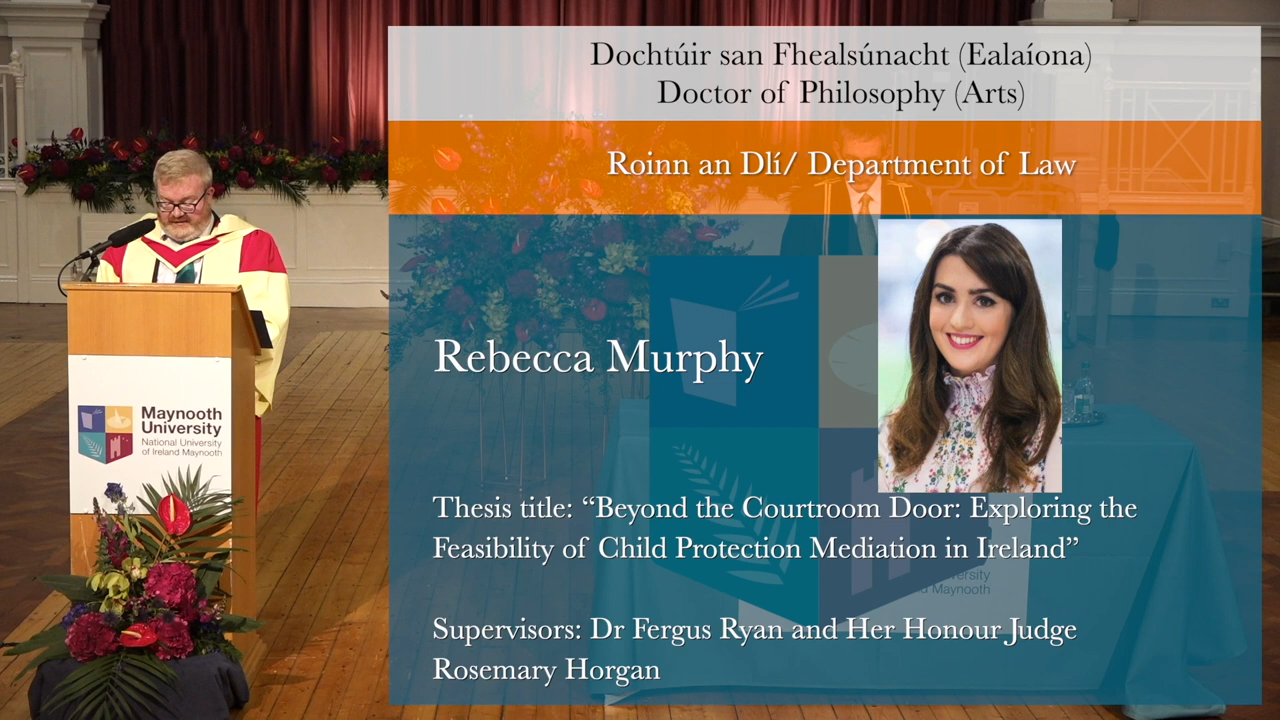 Dochtúir san Fhealsúnacht (Ealaíona)
Doctor of Philosophy (Arts)
Roinn an Dlí/ Department of Law
Rebecca Murphy
Thesis title: “Beyond the Courtroom Door: Exploring the
Feasibility of Child Protection Mediation in Ireland”
Supervisors: Dr Fergus Ryan and Her Honour Judge
Rosemary Horgan
Maynooth
University
National University
of Ireland Maynooth
Maynooth